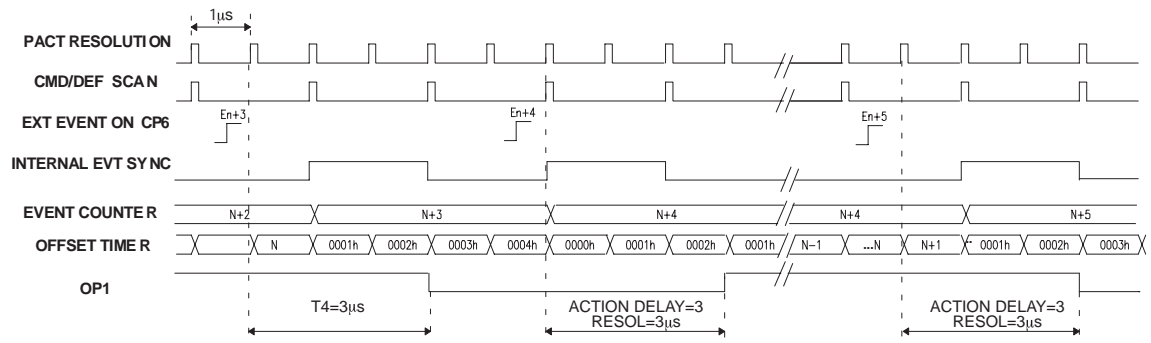 1μs
PACT RESOLUTION
CMD/DEF SCAN
En+3 En+4 En+5
EXT EVENT ON CP6
INTERNAL EVT SYNC
EVENT COUNTER N+2 N+3 N+4 N+4 N+5
OFFSET TIMER N 0001h 0002h 0003h 0004h 0000h 0001h 0002h 0001h N-1 ...N N+1 0001h 0002h 0003h
OP1
T4=3μs ACTION DELAY=3 ACTION DELAY=3
RESOL=3μs RESOL=3μs